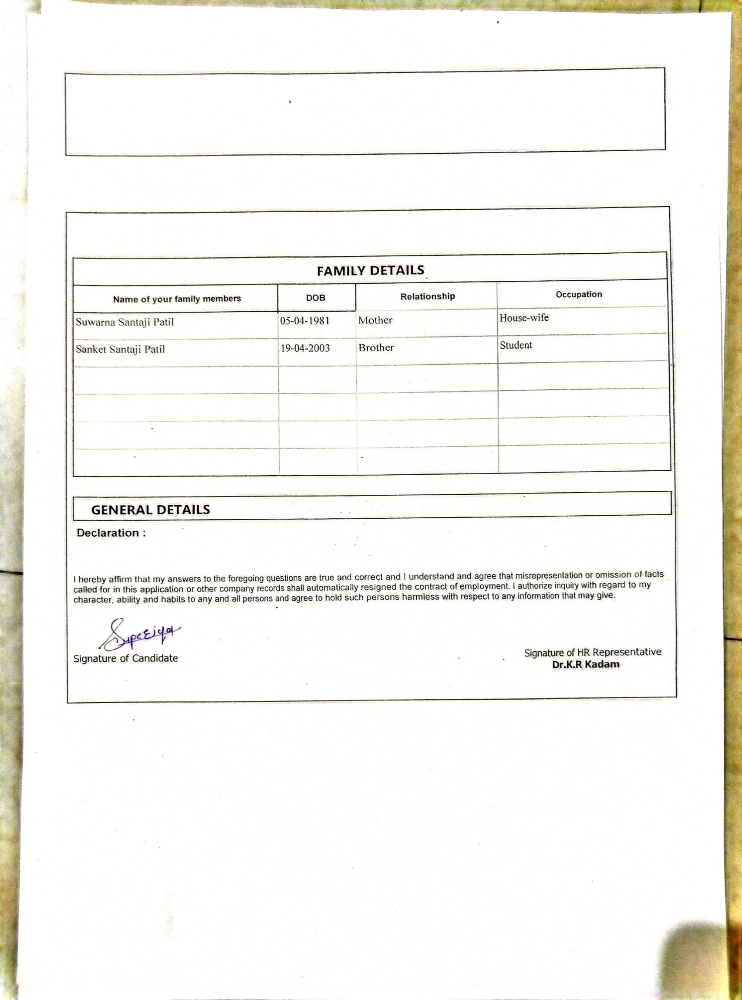 FAMILY DETAILS
Name of your family members DOB Relationship Occupation
Suwarna Santaji Patil 05-04-1981 Mother House-wife
Sanket Santaji Patil 19-04-2003 Brother Student
GENERAL DETAILS
Declaration :
I hereby affirm that my answers to the foregoing questions are true and correct and I understand and agree that misrepresentation or omission of facts
called for in this application or other company records shall automatically resigned the contract of employment. I authorize inquiry with regard to my
character, ability and habits to any and all persons and agree to hold such persons harmless with respect to any information that may give.
Signature of Candidate
Signature of HR Representative
Dr.K.R Kadam